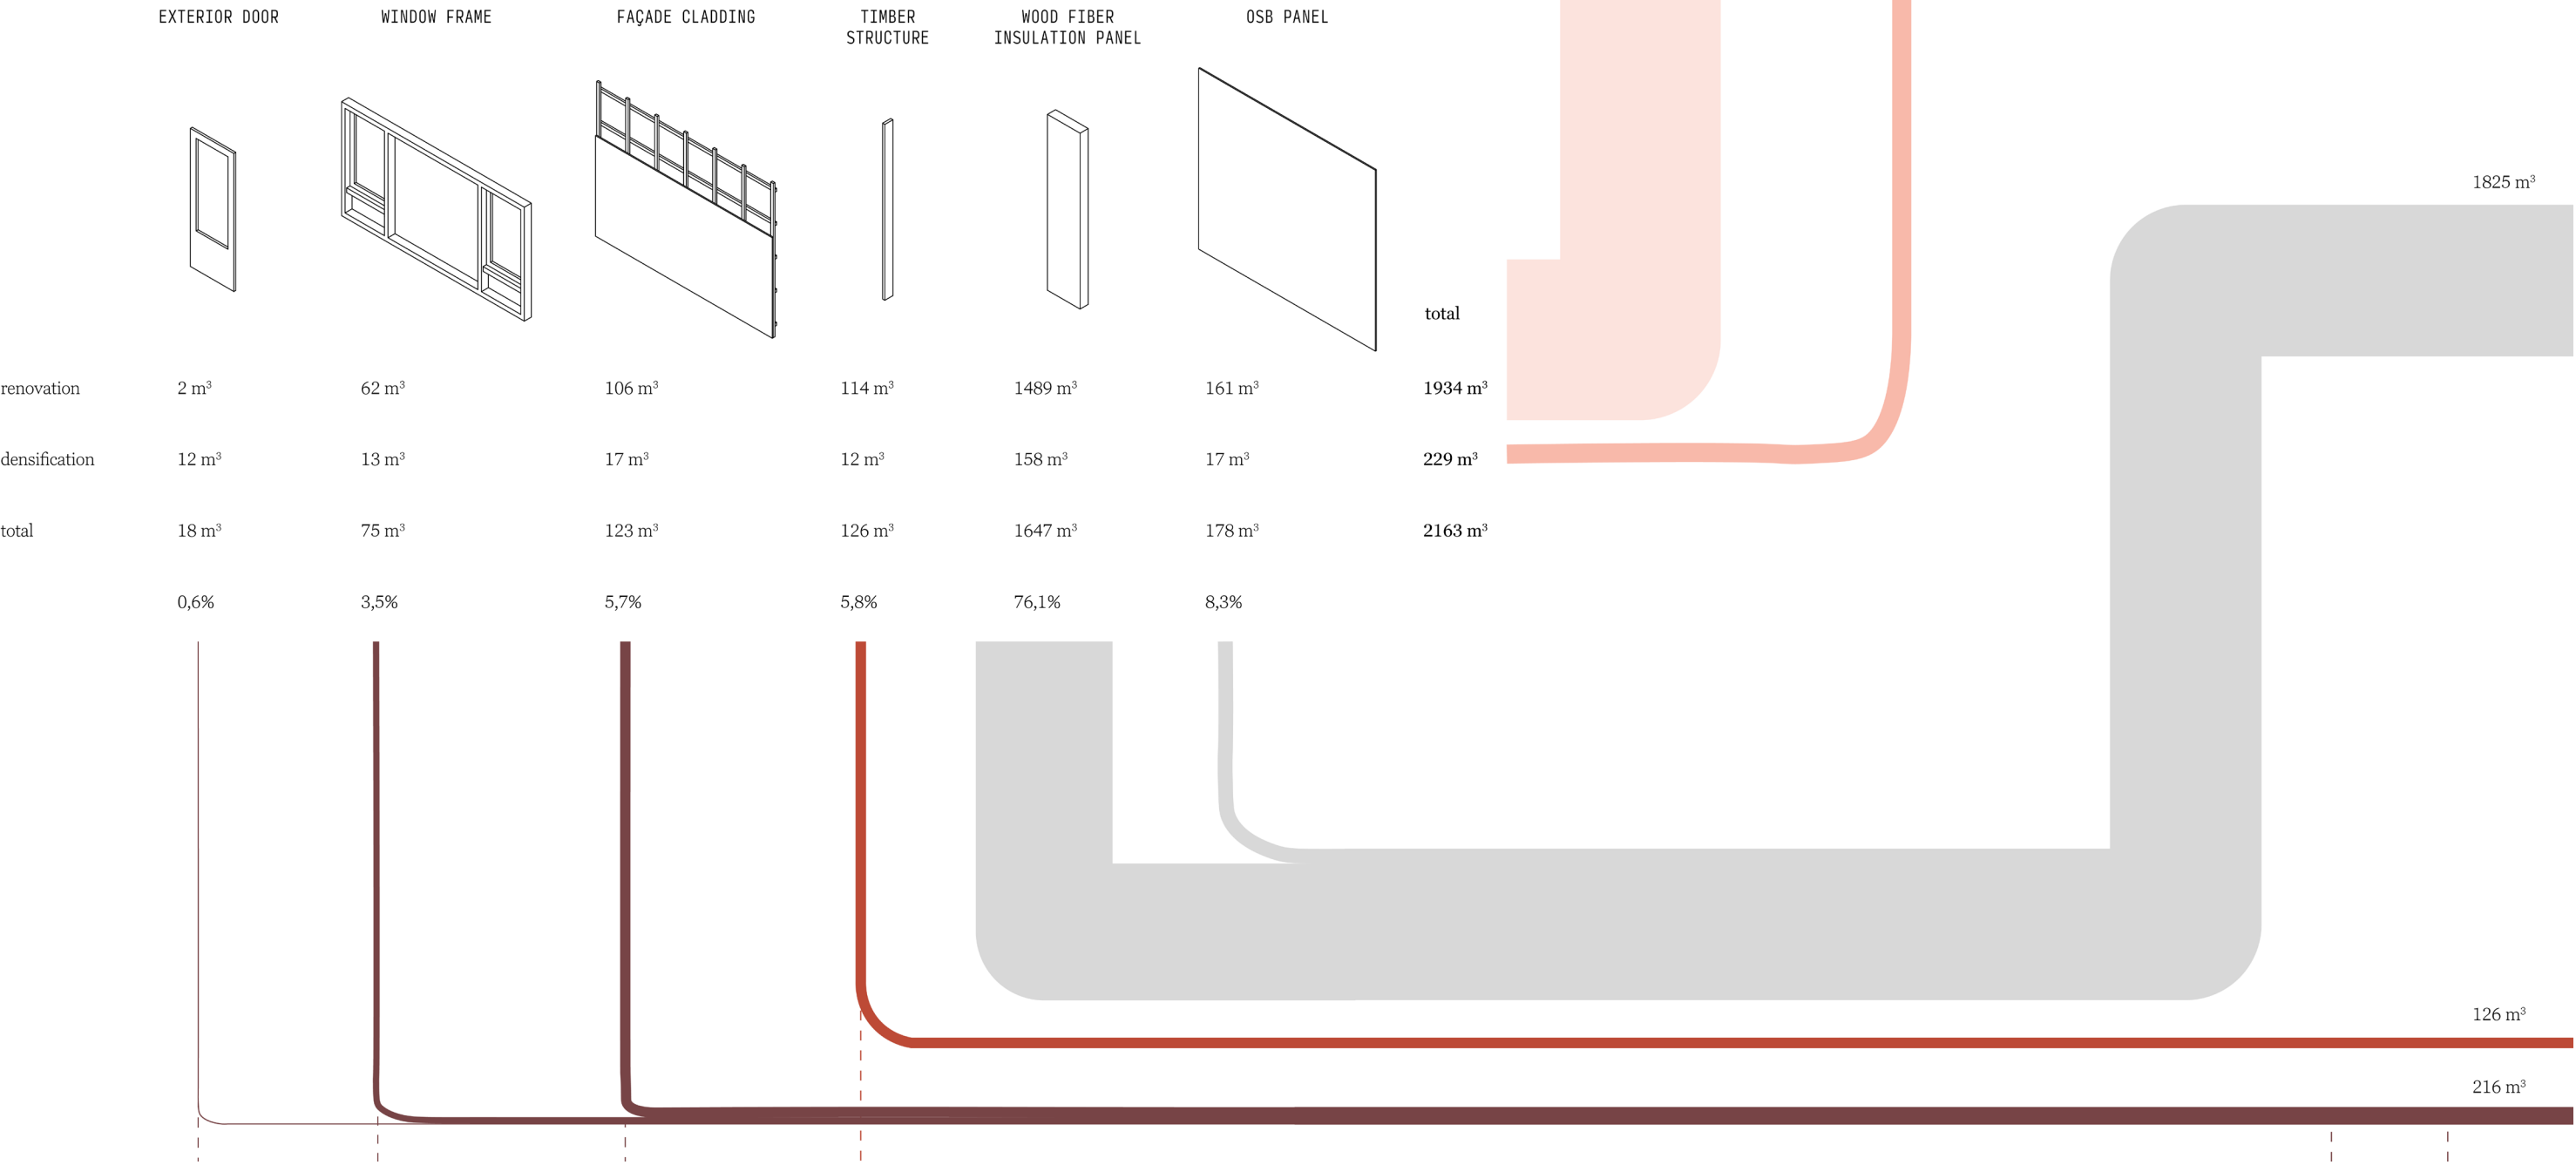 EXTERIOR DOOR
WINDOW FRAME
FAÇADE CLADDING
TIMBER
STRUCTURE
WOOD FIBER
INSULATION PANEL
OSB PANEL
1825 m³
total
renovation 2 m³ 62 m³ 106 m³ 114 m³ 1489 m³ 161 m³ 1934 m³
densification 12 m³ 13 m³ 17 m³ 12 m³ 158 m³ 17 m³ 229 m³
total 18 m³ 75 m³ 123 m³ 126 m³ 1647 m³ 178 m³ 2163 m³
0,6% 3,5% 5,7% 5,8% 76,1% 8,3%
126 m³
216 m³